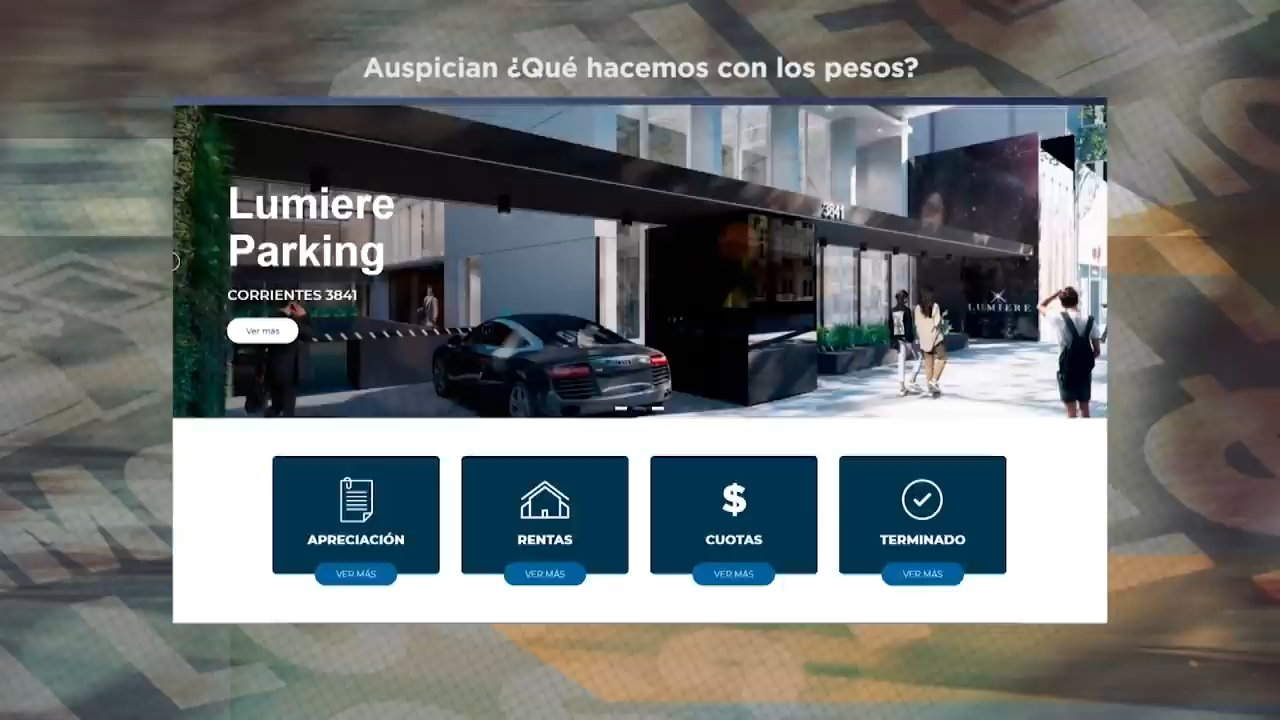 Auspician ¿Qué hacemos con los pesos?
Lumiere
Parking
CORRIENTES 3841
Ver más
3841
LUMIERE
APRECIACIÓN
RENTAS
CUOTAS
TERMINADO
VER MÁS
VER MÁS
VER MÁS
VER MÁS